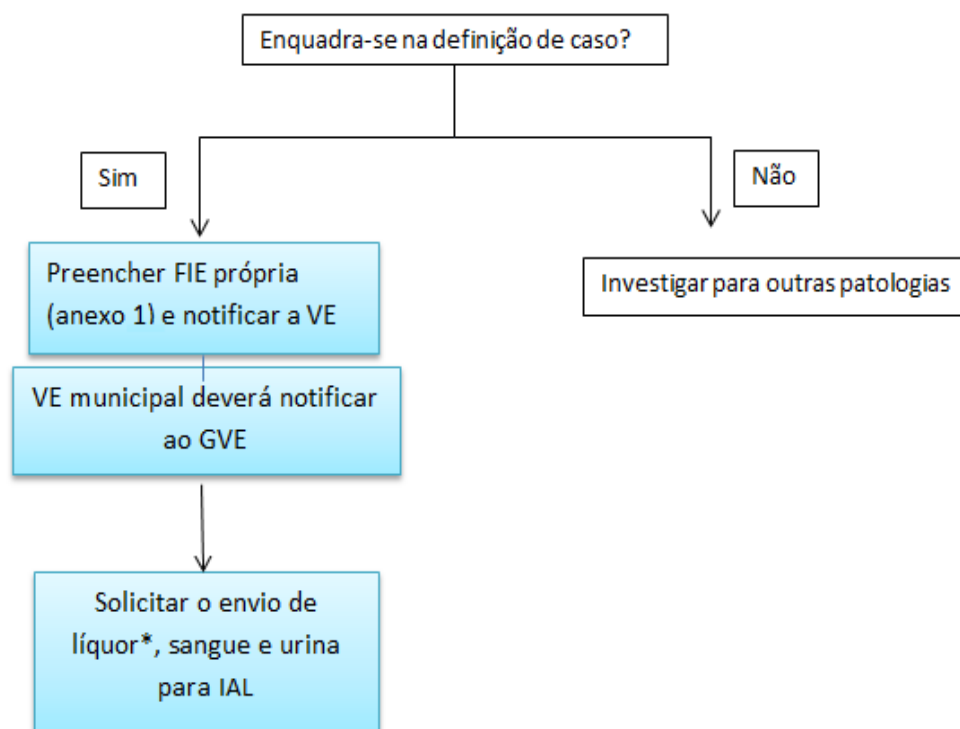 Enquadra-se na definição de caso?
Sim
Não
Preencher FIE própria
(anexo 1) e notificar a VE
Investigar para outras patologias
VE municipal deverá notificar
ao GVE
Solicitar o envio de
líquor*, sangue e urina
para IAL